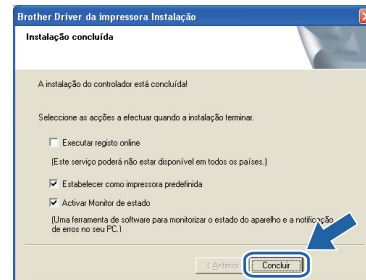 Brother Driver da impressora Instalação
Instalação concluída
A instalação do controlador está concluída!
Seleccione as acções a efectuar quando a instalação terminar.
Executar registo online
(Este serviço poderá não estar disponível em todos os países.)
Estabelecer como impressora predefinida
Activar Monitor de estado
(Uma ferramenta de software para monitorizar o estado do aparelho e a notificação
de erros no seu PC.)
< Anterior
Concluir